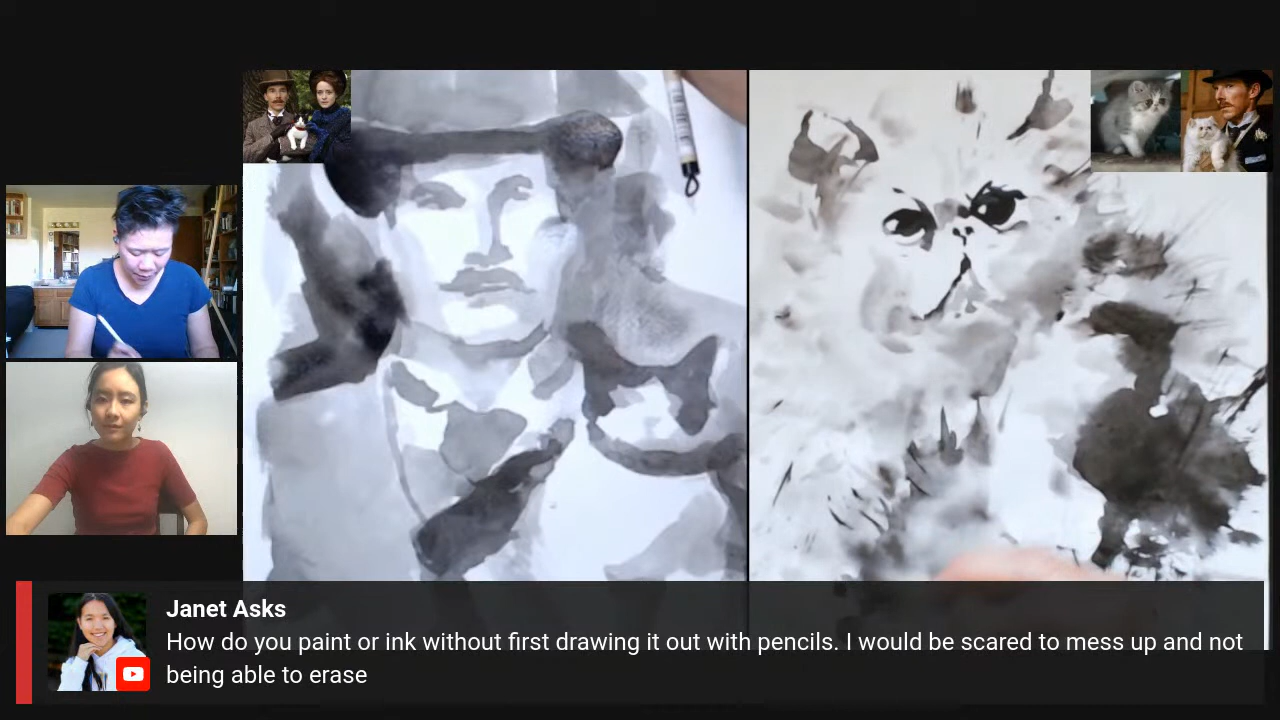 Janet Asks
How do you paint or ink without first drawing it out with pencils. I would be scared to mess up and not
being able to erase